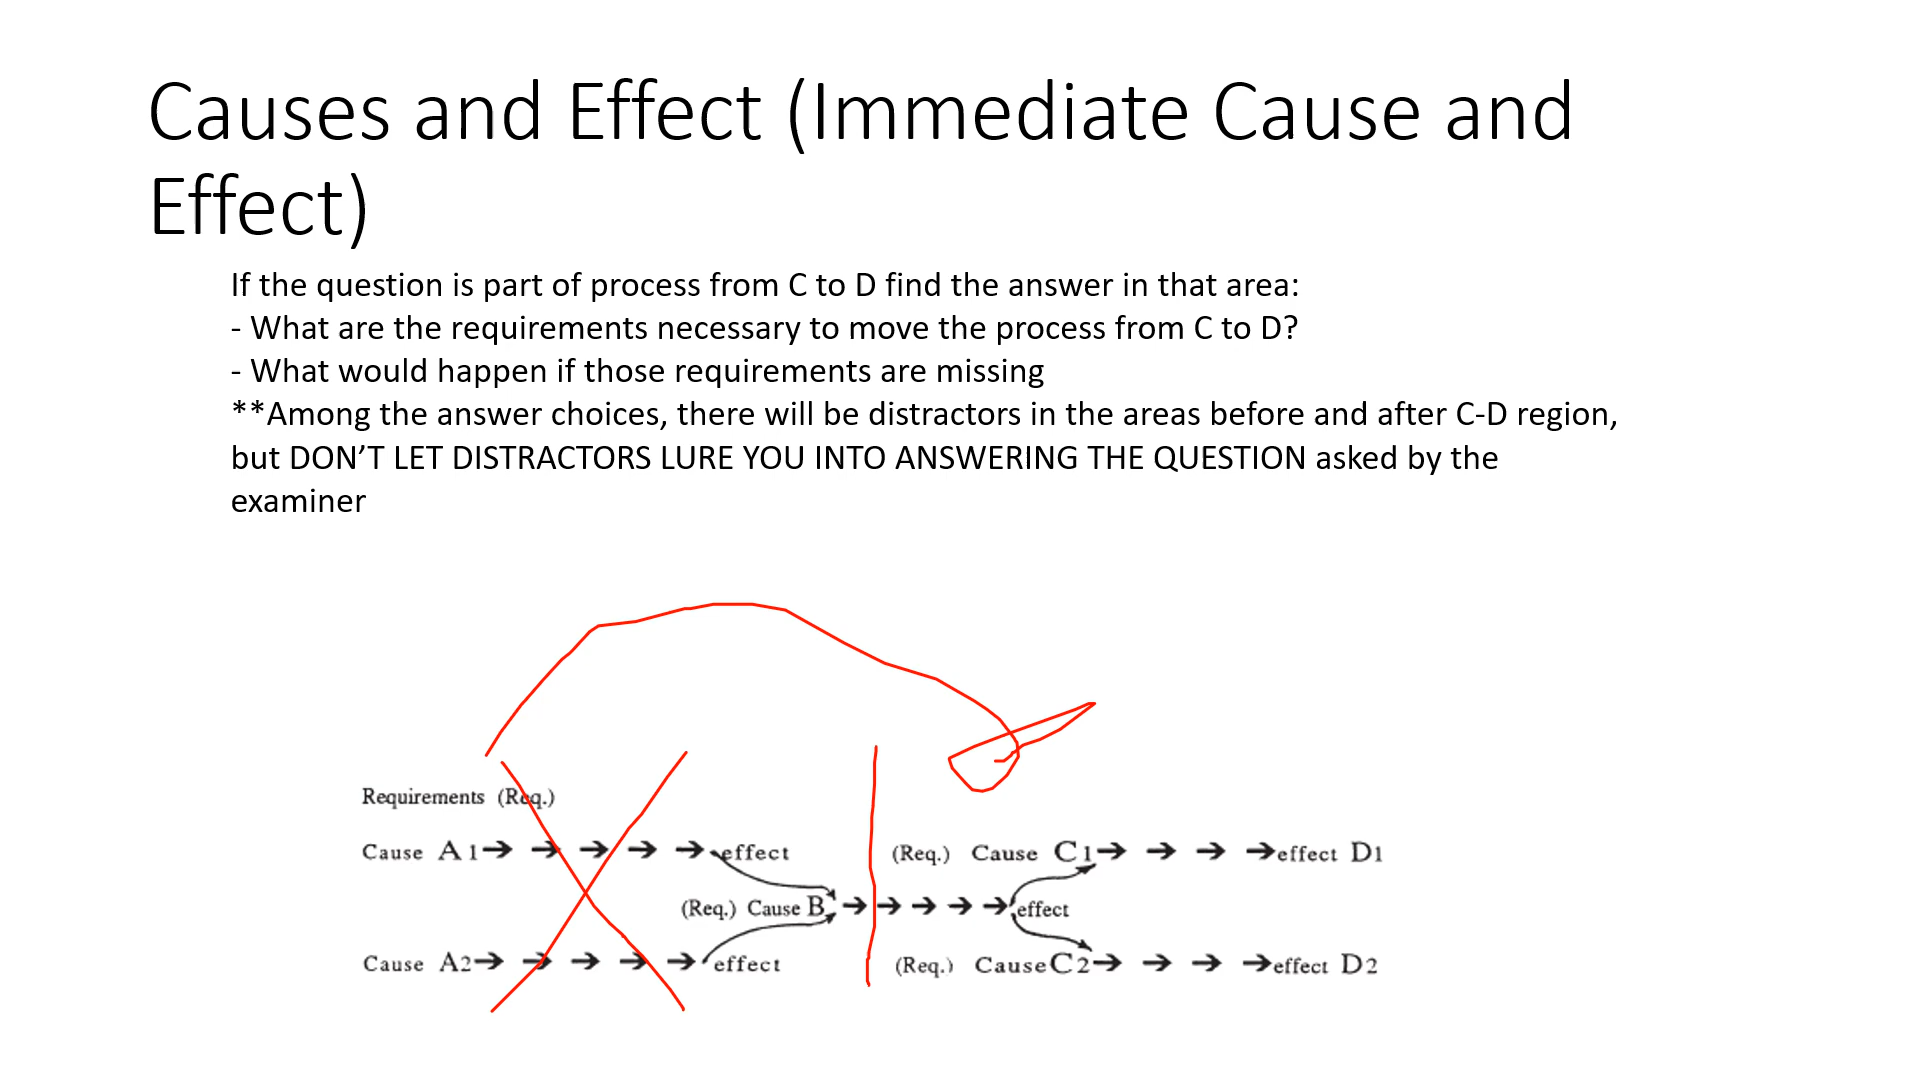 Causes and Effect (Immediate Cause and
Effect)
If the question is part of process from C to D find the answer in that area:
- What are the requirements necessary to move the process from C to D?
- What would happen if those requirements are missing
**Among the answer choices, there will be distractors in the areas before and after C-D region,
but DON’T LET DISTRACTORS LURE YOU INTO ANSWERING THE QUESTION asked by the
examiner
Requirements (Req.)
Cause A1→ → → → →effect (Req.) Cause C1→ → → →effect D1
(Req.) Cause B→ → → → →effect
Cause A2→ → → → →effect (Req.) Cause C2→ → → →effect D2